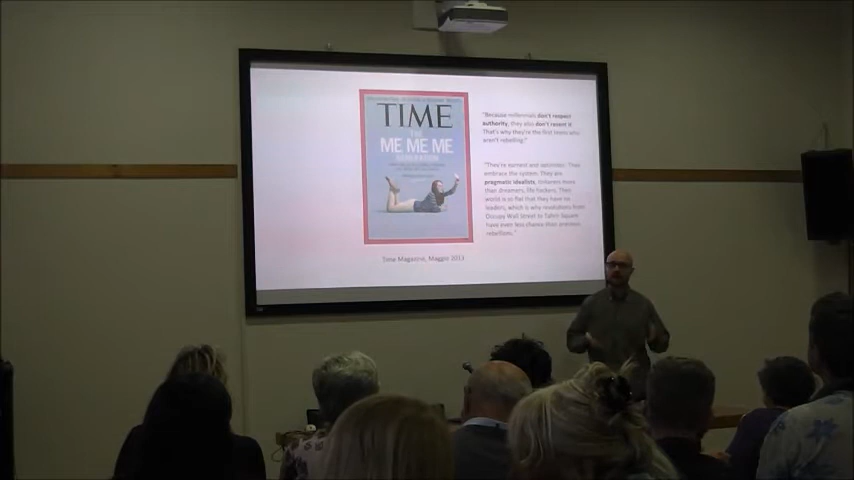 TIME
THE
ME ME ME
GENERATION
"Because millennials don't respect
authority, they also don't resent it.
That's why they're the first teens who
aren't rebelling."
"They're earnest and optimistic. They
embrace the system. They are
pragmatic idealists, tinkerers more
than dreamers, life hackers. Their
world is so flat that they have no
leaders, which is why revolutions from
Occupy Wall Street to Tahrir Square
have even less chance than previous
rebellions."
Time Magazine, Maggio 2013